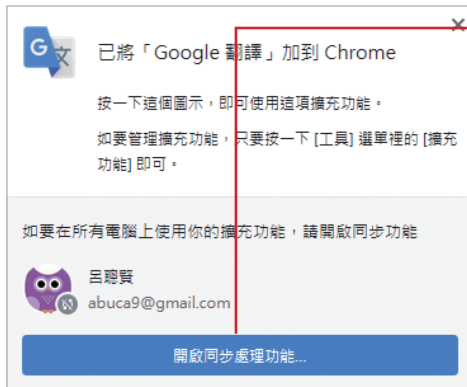 已將「Google 翻譯」加到 Chrome
按一下這個圖示，即可使用這項擴充功能。
如要管理擴充功能，只要按一下 [工具] 選單裡的 [擴充
功能] 即可。
如要在所有電腦上使用你的擴充功能，請開啟同步功能
呂聰賢
abuca9@gmail.com
開啟同步處理功能...